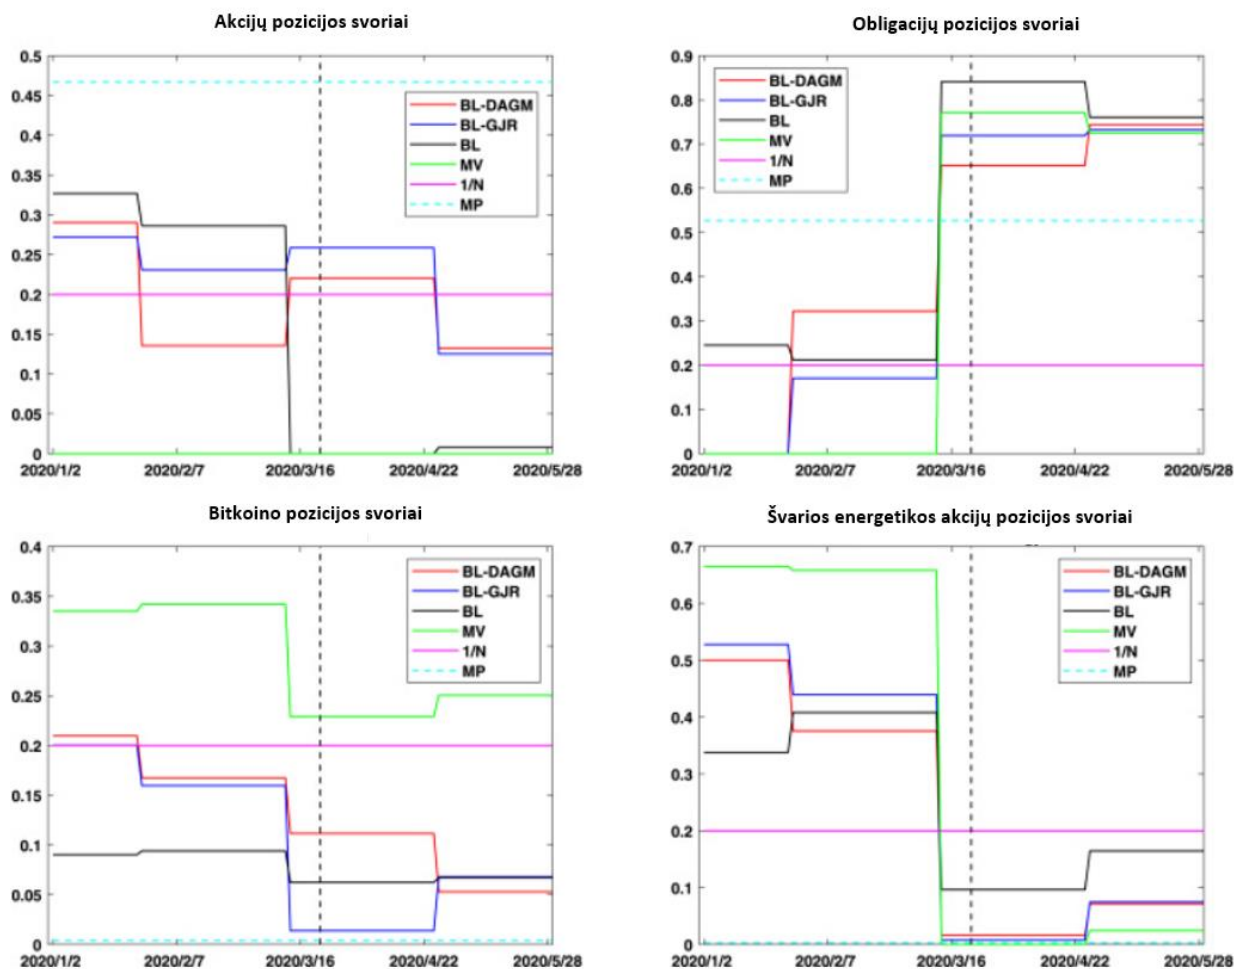 Akcijų pozicijos svoriai
0.5
0.45
0.4
0.35
0.3
0.25
0.2
0.15
0.1
0.05
0
BL-DAGM
BL-GJR
BL
MV
1/N
MP
2020/1/2 2020/2/7 2020/3/16 2020/4/22 2020/5/28
Obligacijų pozicijos svoriai
0.9
0.8
0.7
0.6
0.5
0.4
0.3
0.2
0.1
0
BL-DAGM
BL-GJR
BL
MV
1/N
MP
2020/1/2 2020/2/7 2020/3/16 2020/4/22 2020/5/28
Bitkoino pozicijos svoriai
0.4
0.35
0.3
0.25
0.2
0.15
0.1
0.05
0
BL-DAGM
BL-GJR
BL
MV
1/N
MP
2020/1/2 2020/2/7 2020/3/16 2020/4/22 2020/5/28
Švarios energetikos akcijų pozicijos svoriai
0.7
0.6
0.5
0.4
0.3
0.2
0.1
0
BL-DAGM
BL-GJR
BL
MV
1/N
MP
2020/1/2 2020/2/7 2020/3/16 2020/4/22 2020/5/28